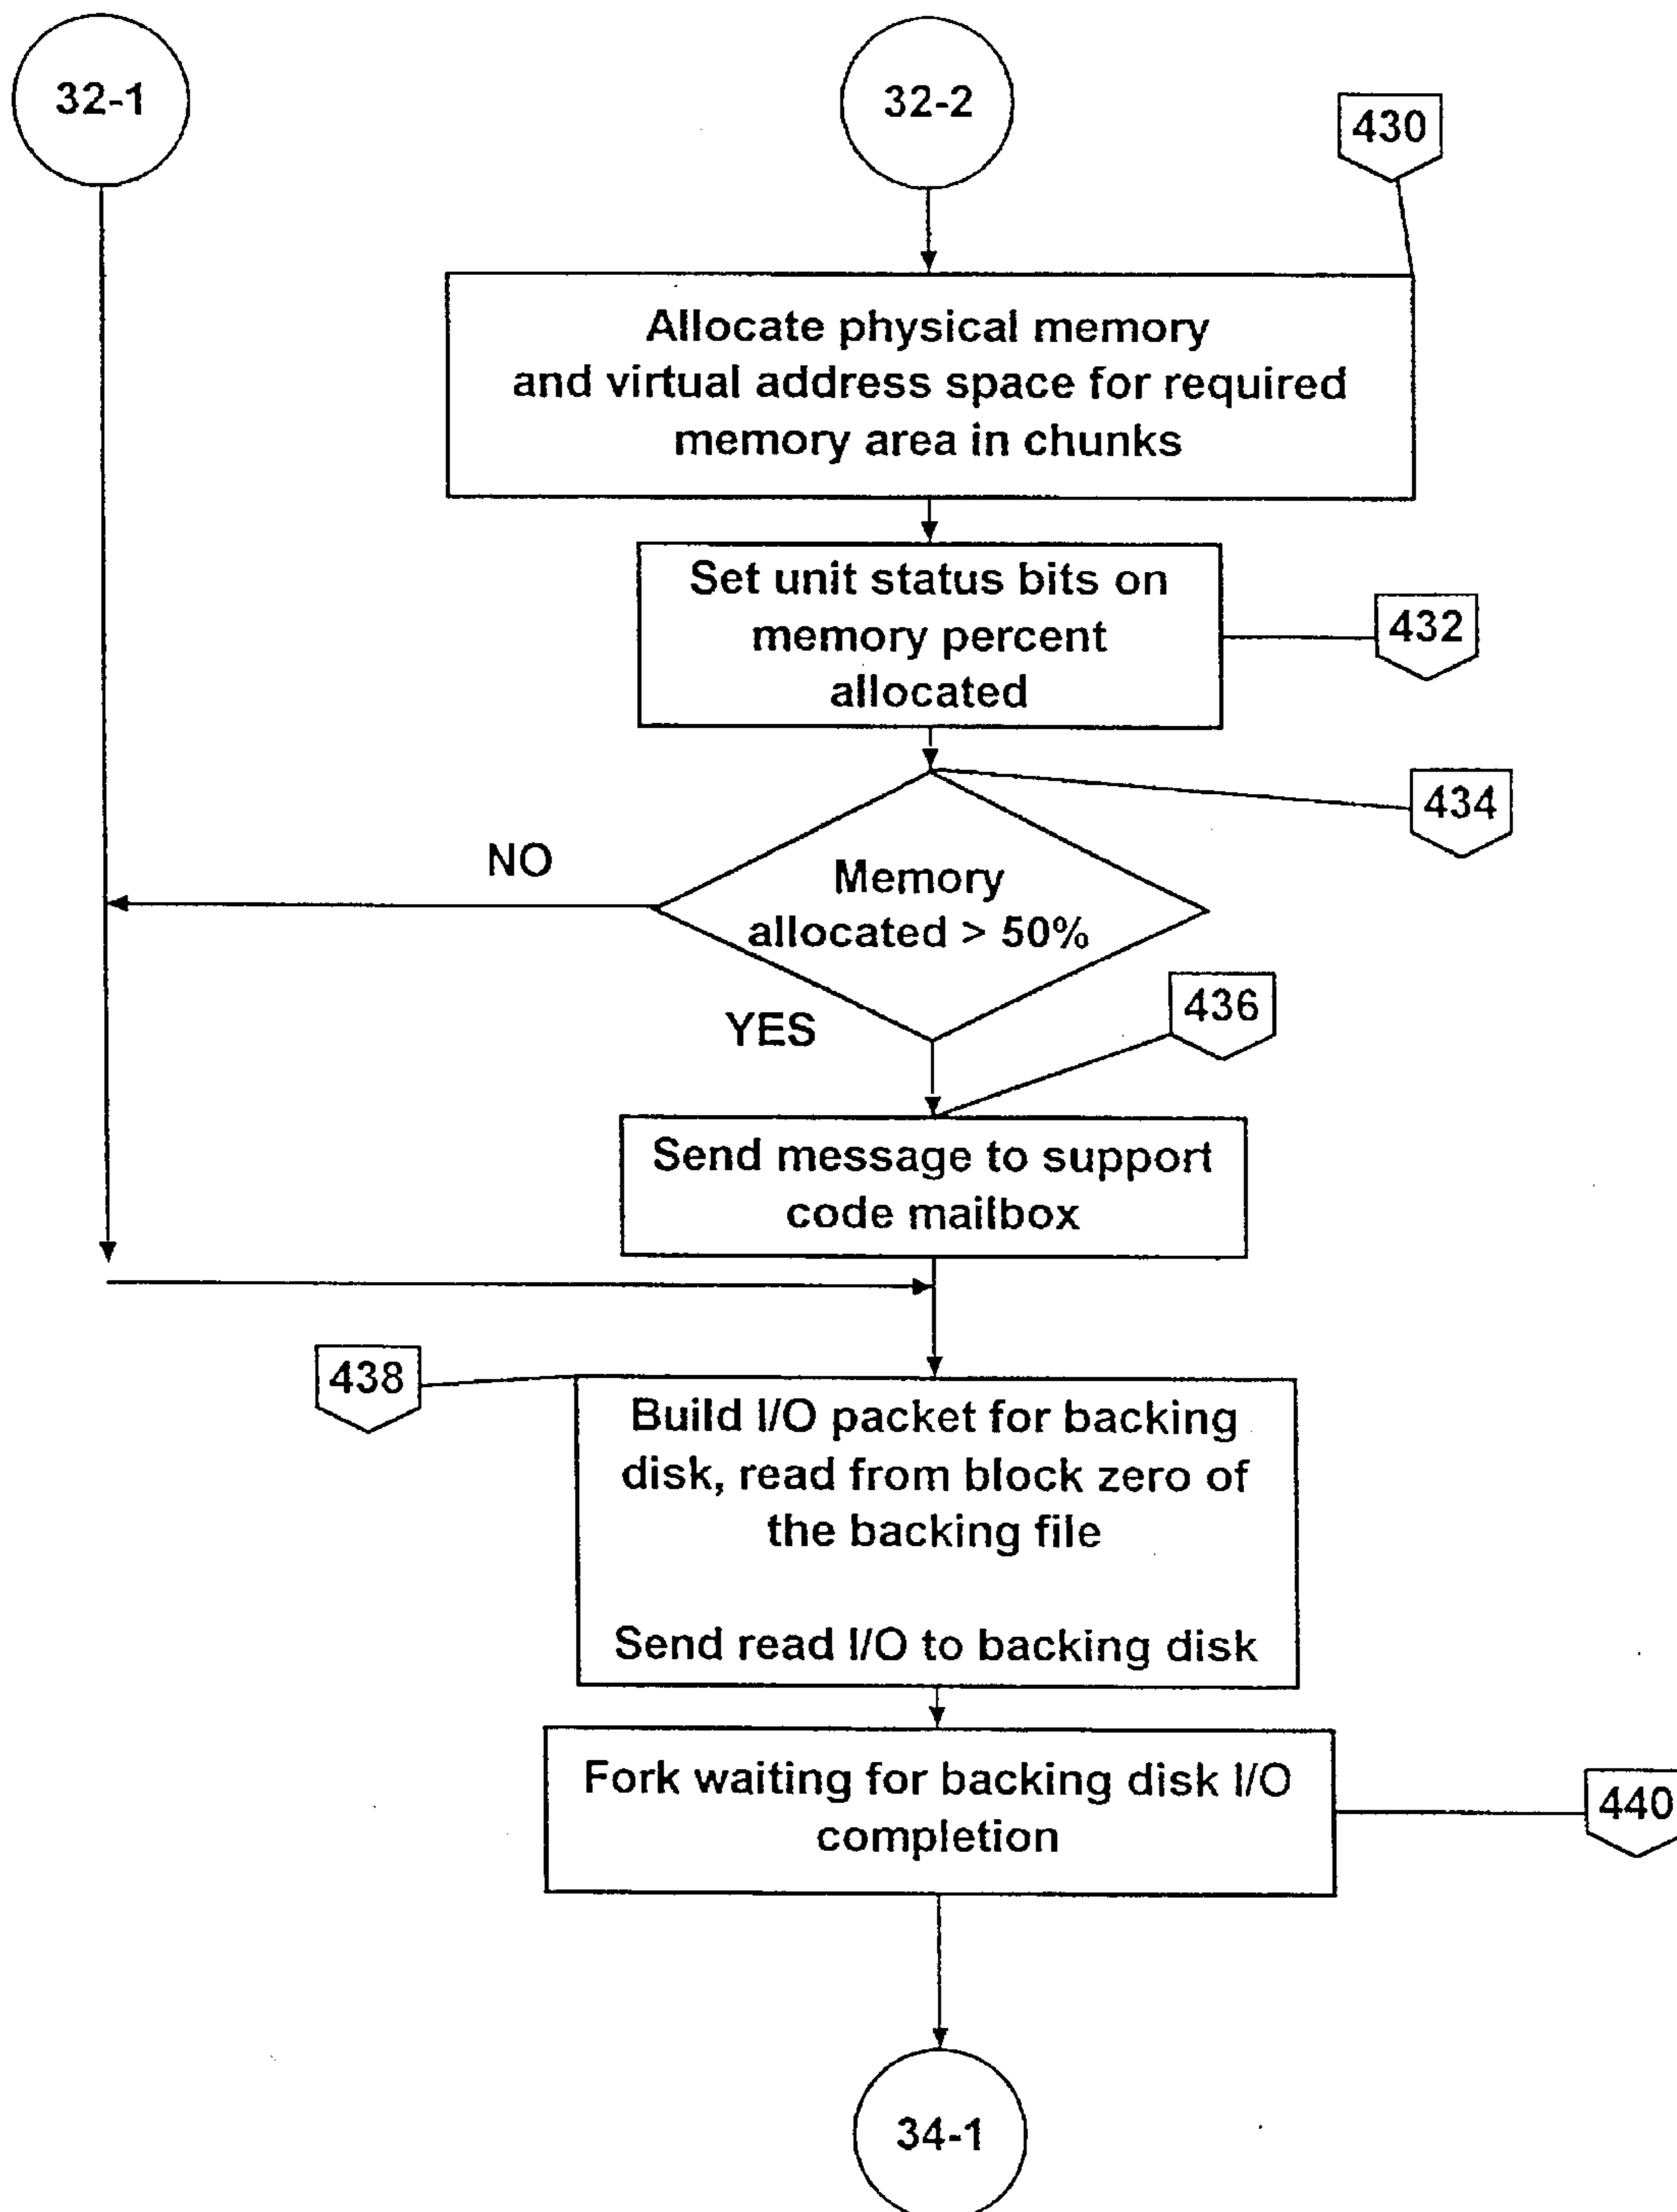 32-1
32-2
430
Allocate physical memory
and virtual address space for required
memory area in chunks
Set unit status bits on
memory percent
allocated
432
434
NO
Memory
allocated > 50%
YES
436
Send message to support
code mailbox
438
Build I/O packet for backing
disk, read from block zero of
the backing file
Send read I/O to backing disk
Fork waiting for backing disk I/O
completion
440
34-1